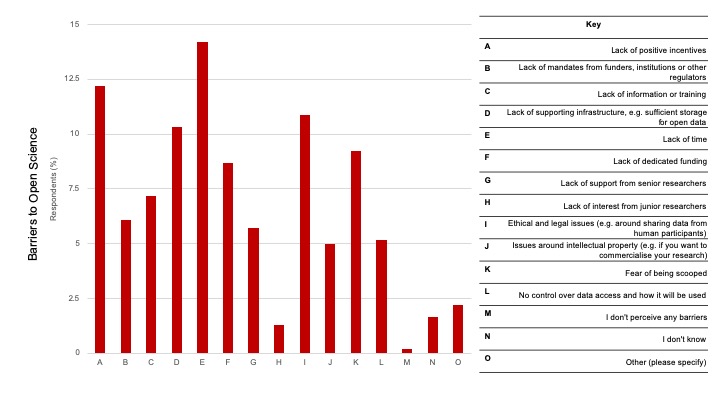 Barriers to Open Science
Respondents (%)
15
12.5
10
7.5
5
2.5
0
A B C D E F G H I J K L M N O
Key
A Lack of positive incentives
B Lack of mandates from funders, institutions or other
regulators
C Lack of information or training
D Lack of supporting infrastructure, e.g. sufficient storage
for open data
E Lack of time
F Lack of dedicated funding
G Lack of support from senior researchers
H Lack of interest from junior researchers
I Ethical and legal issues (e.g. around sharing data from
human participants)
J Issues around intellectual property (e.g. if you want to
commercialise your research)
K Fear of being scooped
L No control over data access and how it will be used
M I don't perceive any barriers
N I don't know
O Other (please specify)